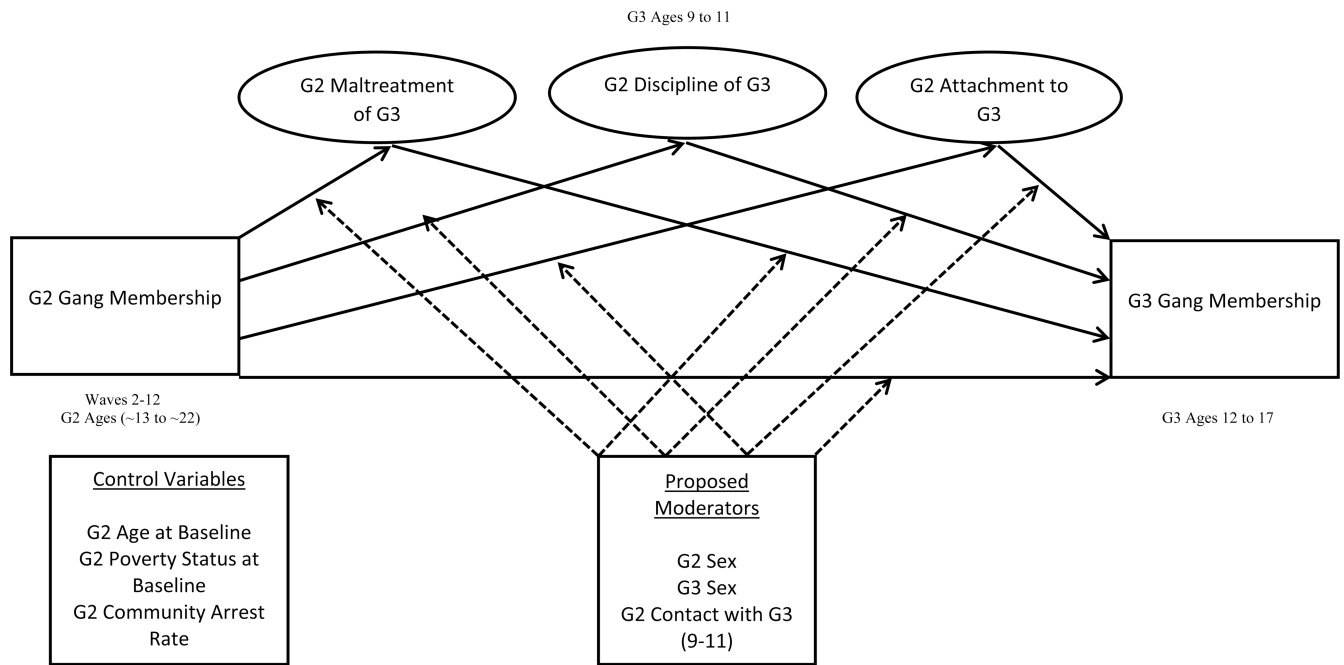 G3 Ages 9 to 11
G2 Maltreatment
of G3
G2 Discipline of G3
G2 Attachment to
G3
G2 Gang Membership
G3 Gang Membership
Waves 2-12
G2 Ages (~13 to ~22)
G3 Ages 12 to 17
Control Variables
G2 Age at Baseline
G2 Poverty Status at
Baseline
G2 Community Arrest
Rate
Proposed
Moderators
G2 Sex
G3 Sex
G2 Contact with G3
(9-11)